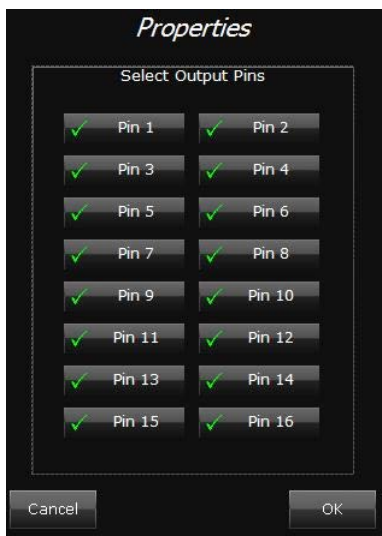 Properties
Select Output Pins
Pin 1 Pin 2
Pin 3 Pin 4
Pin 5 Pin 6
Pin 7 Pin 8
Pin 9 Pin 10
Pin 11 Pin 12
Pin 13 Pin 14
Pin 15 Pin 16
Cancel OK